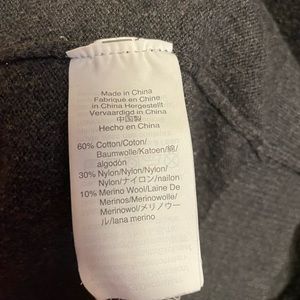 Made in China
Fabriqué en Chine
In China Hergestellt
Vervaardigd in China
中国製
Hecho en China
60% Cotton/Coton/
Baumwolle/Katoen/綿/
algodón
30% Nylon/Nylon/Nylon/
Nylon/ナイロン/nailon
10% Merino Wool/Laine De
Merinos/Merinowolle/
Merinowol/メリノウー
ル/lana merino